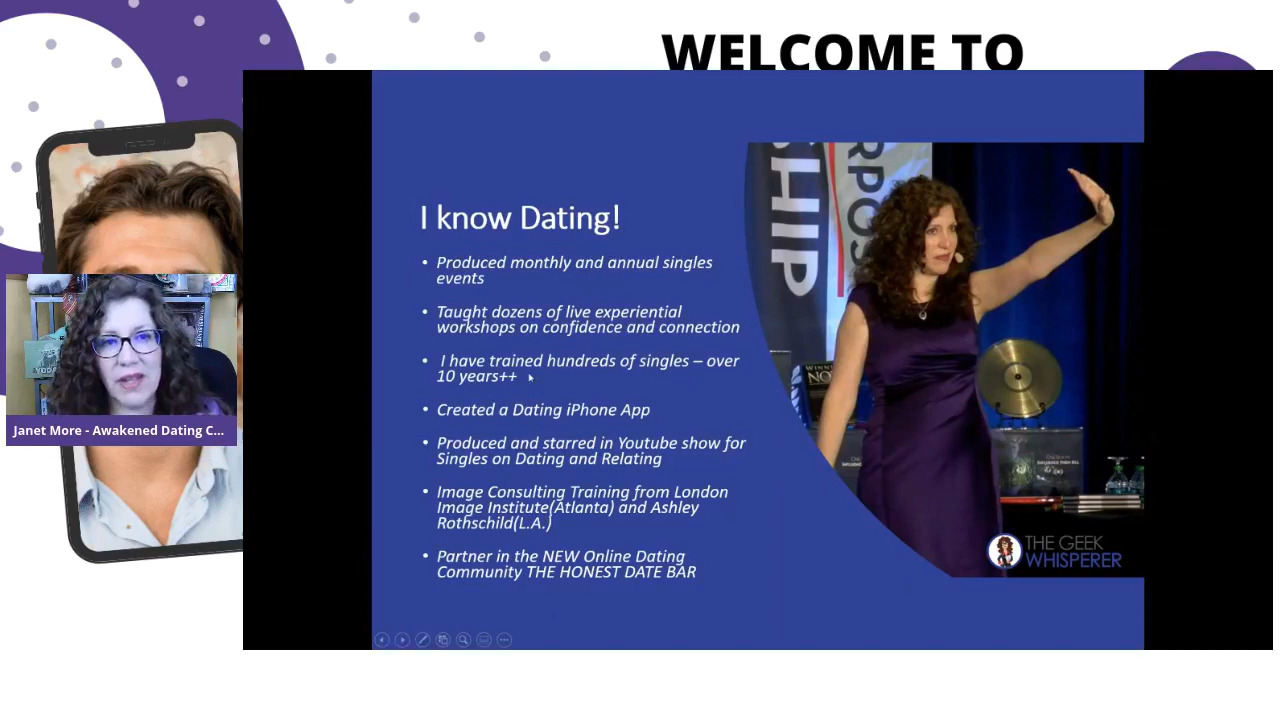 WELCOME TO
I know Dating!
• Produced monthly and annual singles
events
• Taught dozens of live experiential
workshops on confidence and connection
• I have trained hundreds of singles – over
10 years++
• Created a Dating iPhone App
• Produced and starred in Youtube show for
Singles on Dating and Relating
• Image Consulting Training from London
Image Institute(Atlanta) and Ashley
Rothschild(L.A.)
• Partner in the NEW Online Dating
Community THE HONEST DATE BAR
THE GEEK
WHISPERER
Janet More - Awakened Dating C...